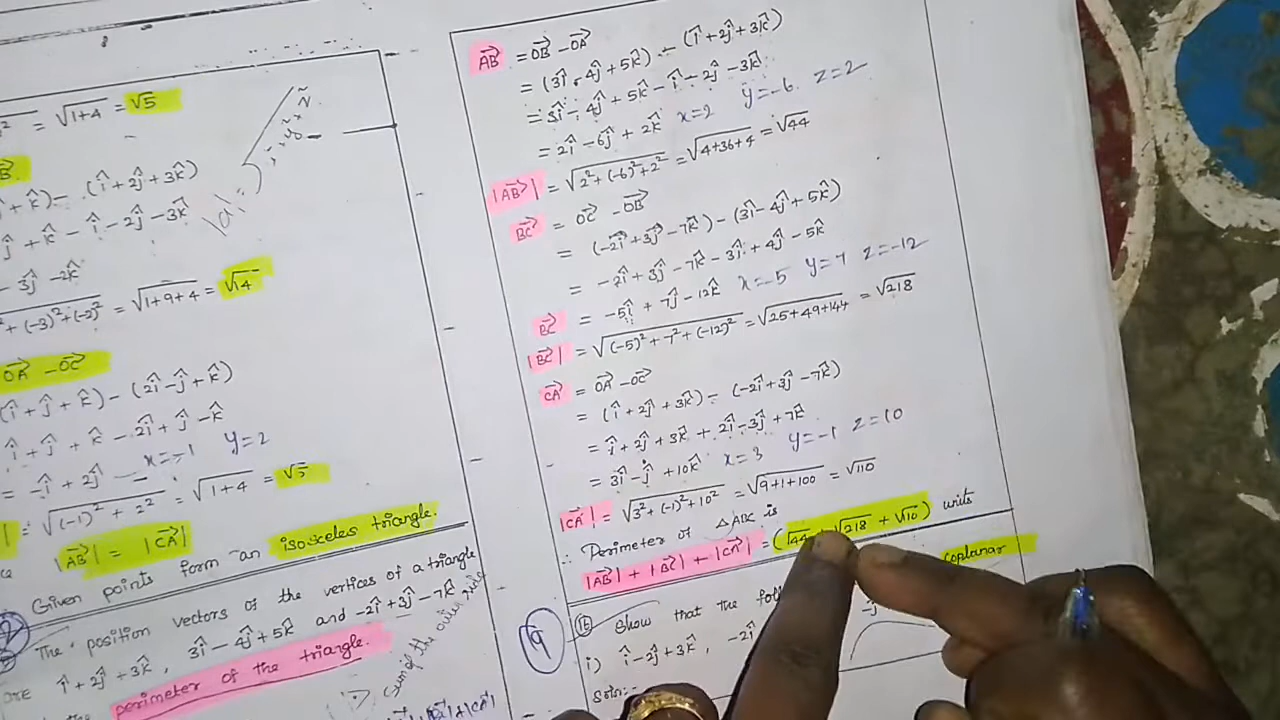 = √1+4 = √5
(î+2ĵ+3k̂)
ĵ + k̂ - î - 2ĵ - 3k̂
- 3ĵ - 2k̂
+ (-3)² + (-2)² = √1+9+4 = √14
OA - OC
(î + ĵ + k̂) - (2î - ĵ + k̂)
î + ĵ + k̂ - 2î + ĵ - k̂
= -î + 2ĵ x=-1 y=2
√(-1)² + 2² = √1+4 = √5
|AB| = |CA|
Given points form an isosceles triangle.
The position vectors of the vertices of a triangle
are î+2ĵ+3k̂, 3î-4ĵ+5k̂ and -2î+3ĵ-7k̂
perimeter of the triangle.
AB = OB - OA
= (3î - 4ĵ + 5k̂) - (î + 2ĵ + 3k̂)
= 3î - 4ĵ + 5k̂ - î - 2ĵ - 3k̂
= 2î - 6ĵ + 2k̂ x=2 y=-6 z=2
|AB| = √2² + (-6)² + 2² = √4+36+4 = √44
BC = OC - OB
= (-2î + 3ĵ - 7k̂) - (3î - 4ĵ + 5k̂)
= -2î + 3ĵ - 7k̂ - 3î + 4ĵ - 5k̂
BC = -5î + 7ĵ - 12k̂ x=-5 y=7 z=-12
|BC| = √(-5)² + 7² + (-12)² = √25+49+144 = √218
CA = OA - OC
= (î + 2ĵ + 3k̂) - (-2î + 3ĵ - 7k̂)
= î + 2ĵ + 3k̂ + 2î - 3ĵ + 7k̂
= 3î - ĵ + 10k̂ x=3 y=-1 z=10
|CA| = √3² + (-1)² + 10² = √9+1+100 = √110
∴ Perimeter of △ABC is
|AB| + |BC| + |CA| = (√44 + √218 + √110) units
9 Show that the coplanar
i) î - 2ĵ + 3k̂, -2î
Soln:-